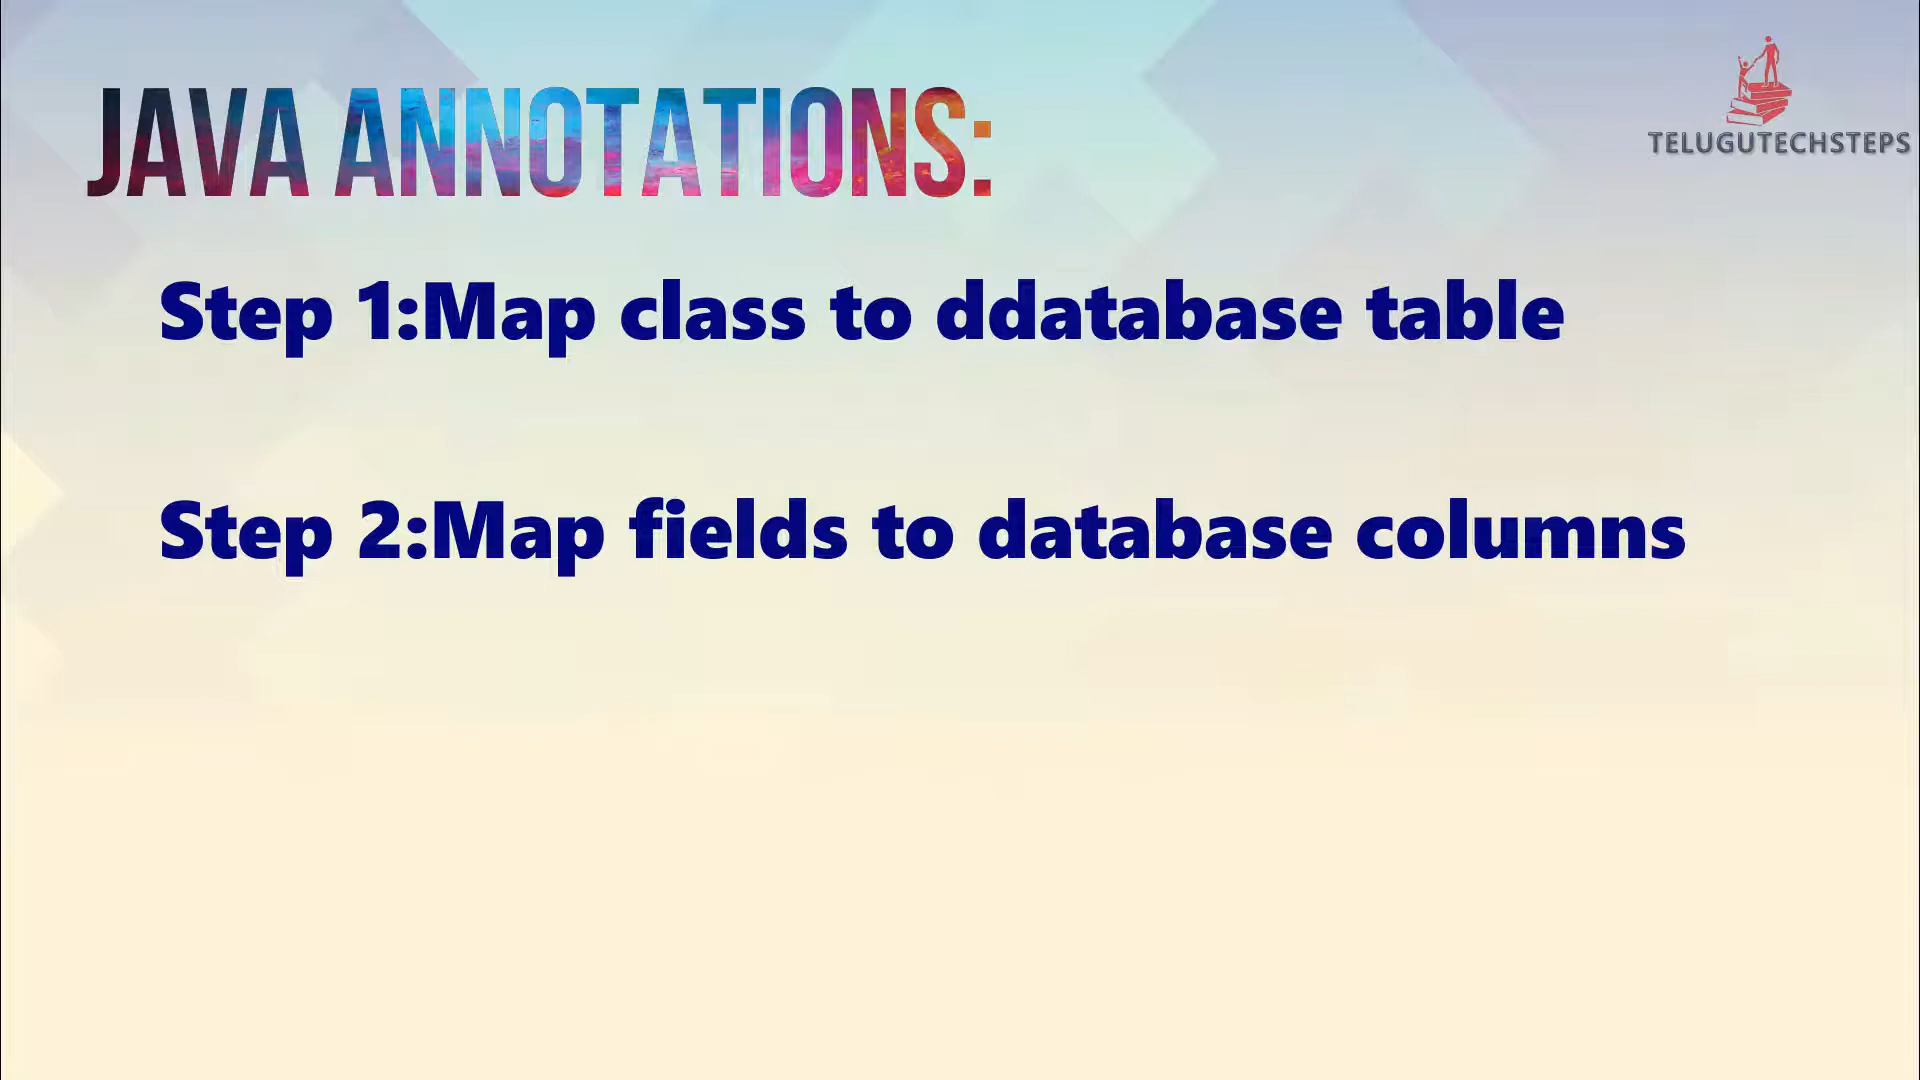 JAVA ANNOTATIONS:
TELUGUTECHSTEPS
Step 1:Map class to ddatabase table
Step 2:Map fields to database columns